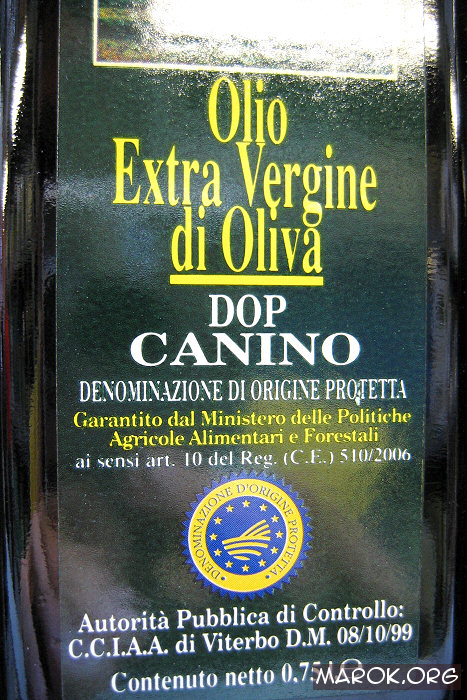 Olio
Extra Vergine
di Oliva
DOP
CANINO
DENOMINAZIONE DI ORIGINE PROTETTA
Garantito dal Ministero delle Politiche
Agricole Alimentari e Forestali
ai sensi art. 10 del Reg. (C.E.) 510/2006
DENOMINAZIONE D'ORIGINE PROTETTA
Autorità Pubblica di Controllo:
C.C.I.A.A. di Viterbo D.M. 08/10/99
Contenuto netto 0,75
MAROK.ORG